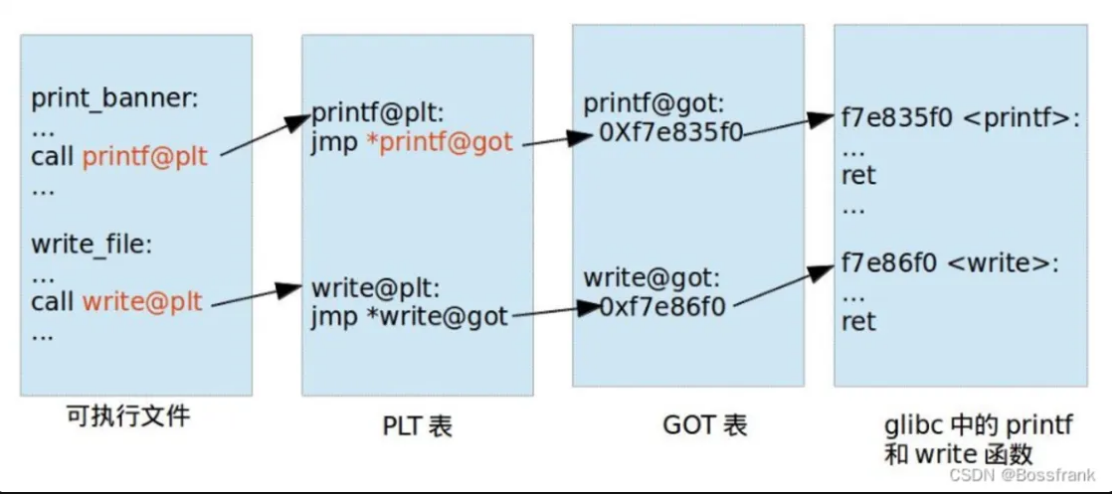 print_banner:
...
call printf@plt
...
write_file:
...
call write@plt
...
可执行文件
printf@plt:
jmp *printf@got
write@plt:
jmp *write@got
PLT 表
printf@got:
0Xf7e835f0
write@got:
0xf7e86f0
GOT 表
f7e835f0 <printf>:
...
ret
...
f7e86f0 <write>:
...
ret
glibc 中的 printf
和 write 函数
CSDN @Bossfrank